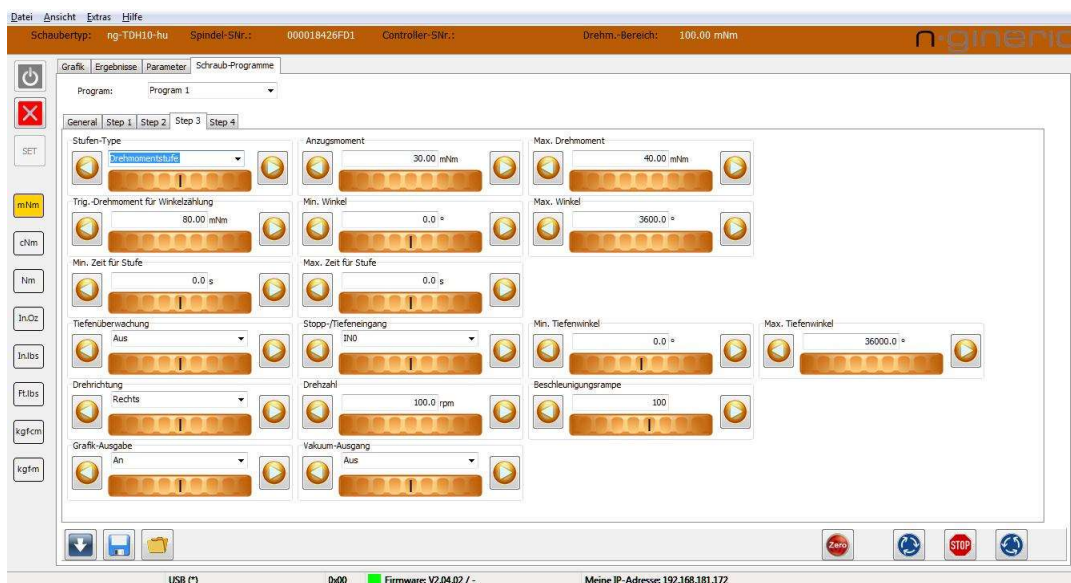 Datei Ansicht Extras Hilfe
Schaubertyp: ng-TDH10-hu Spindel-SNr.: 000018426FD1 Controller-SNr.: Drehm.-Bereich: 100.00 mNm n-gineric
Grafik Ergebnisse Parameter Schraub-Programme
Program: Program 1
General Step 1 Step 2 Step 3 Step 4
SET
mNm
cNm
Nm
In.Oz
In.lbs
Ft.lbs
kgf·cm
kgf·m
Stufen-Type Anzugsmoment Max. Drehmoment
Drehmomentstufe 30.00 mNm 40.00 mNm
Trig.-Drehmoment für Winkelzählung Min. Winkel Max. Winkel
80.00 mNm 0.0 ° 3600.0 °
Min. Zeit für Stufe Max. Zeit für Stufe
0.0 s 0.0 s
Tiefenüberwachung Stopp-/Tiefeneingang Min. Tiefenwinkel Max. Tiefenwinkel
Aus IN0 0.0 ° 36000.0 °
Drehrichtung Drehzahl Beschleunigungsrampe
Rechts 100.0 rpm 100
Grafik-Ausgabe Vakuum-Ausgang
An Aus
Zero STOP
USB (*) 0x00 Firmware: V2.04.02 / - Meine IP-Adresse: 192.168.181.172